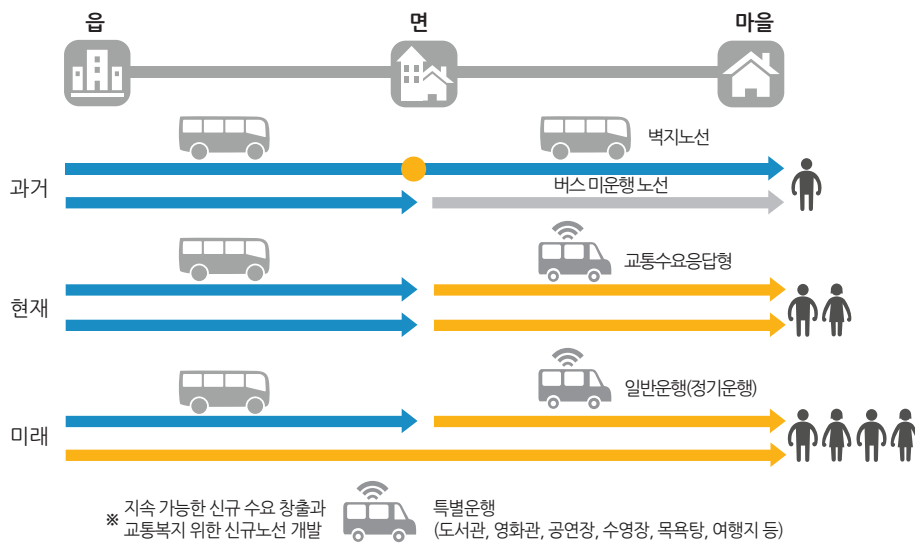 읍 면 마을
벽지노선
과거
버스 미운행 노선
교통수요응답형
현재
일반운행(정기운행)
미래
※ 지속 가능한 신규 수요 창출과
교통복지 위한 신규노선 개발
특별운행
(도서관, 영화관, 공연장, 수영장, 목욕탕, 여행지 등)